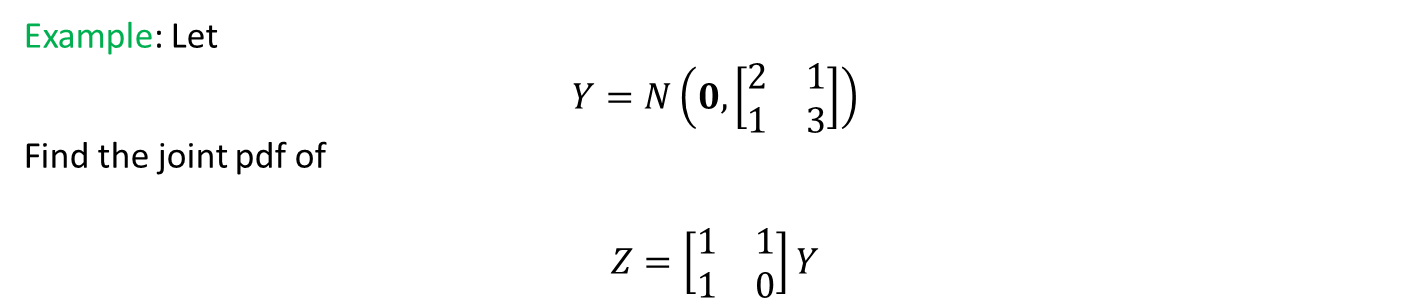 Example: Let
Y = N(𝟎, [2 1; 1 3])
Find the joint pdf of
Z = [1 1; 1 0] Y